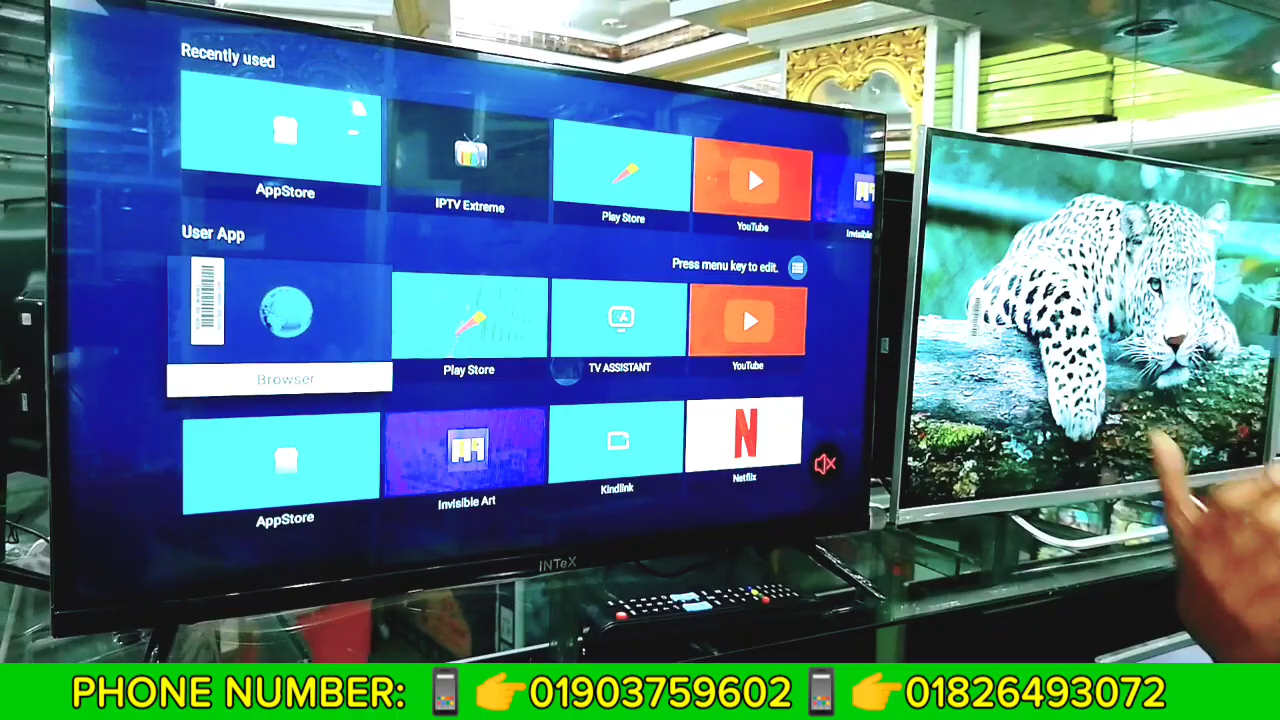 Recently used
AppStore
IPTV Extreme
Play Store
YouTube
User App
Press menu key to edit.
Browser
Play Store
TV ASSISTANT
YouTube
AppStore
Invisible Art
Kindlink
N
Netflix
INTeX
PHONE NUMBER: 📱👉01903759602📱👉01826493072